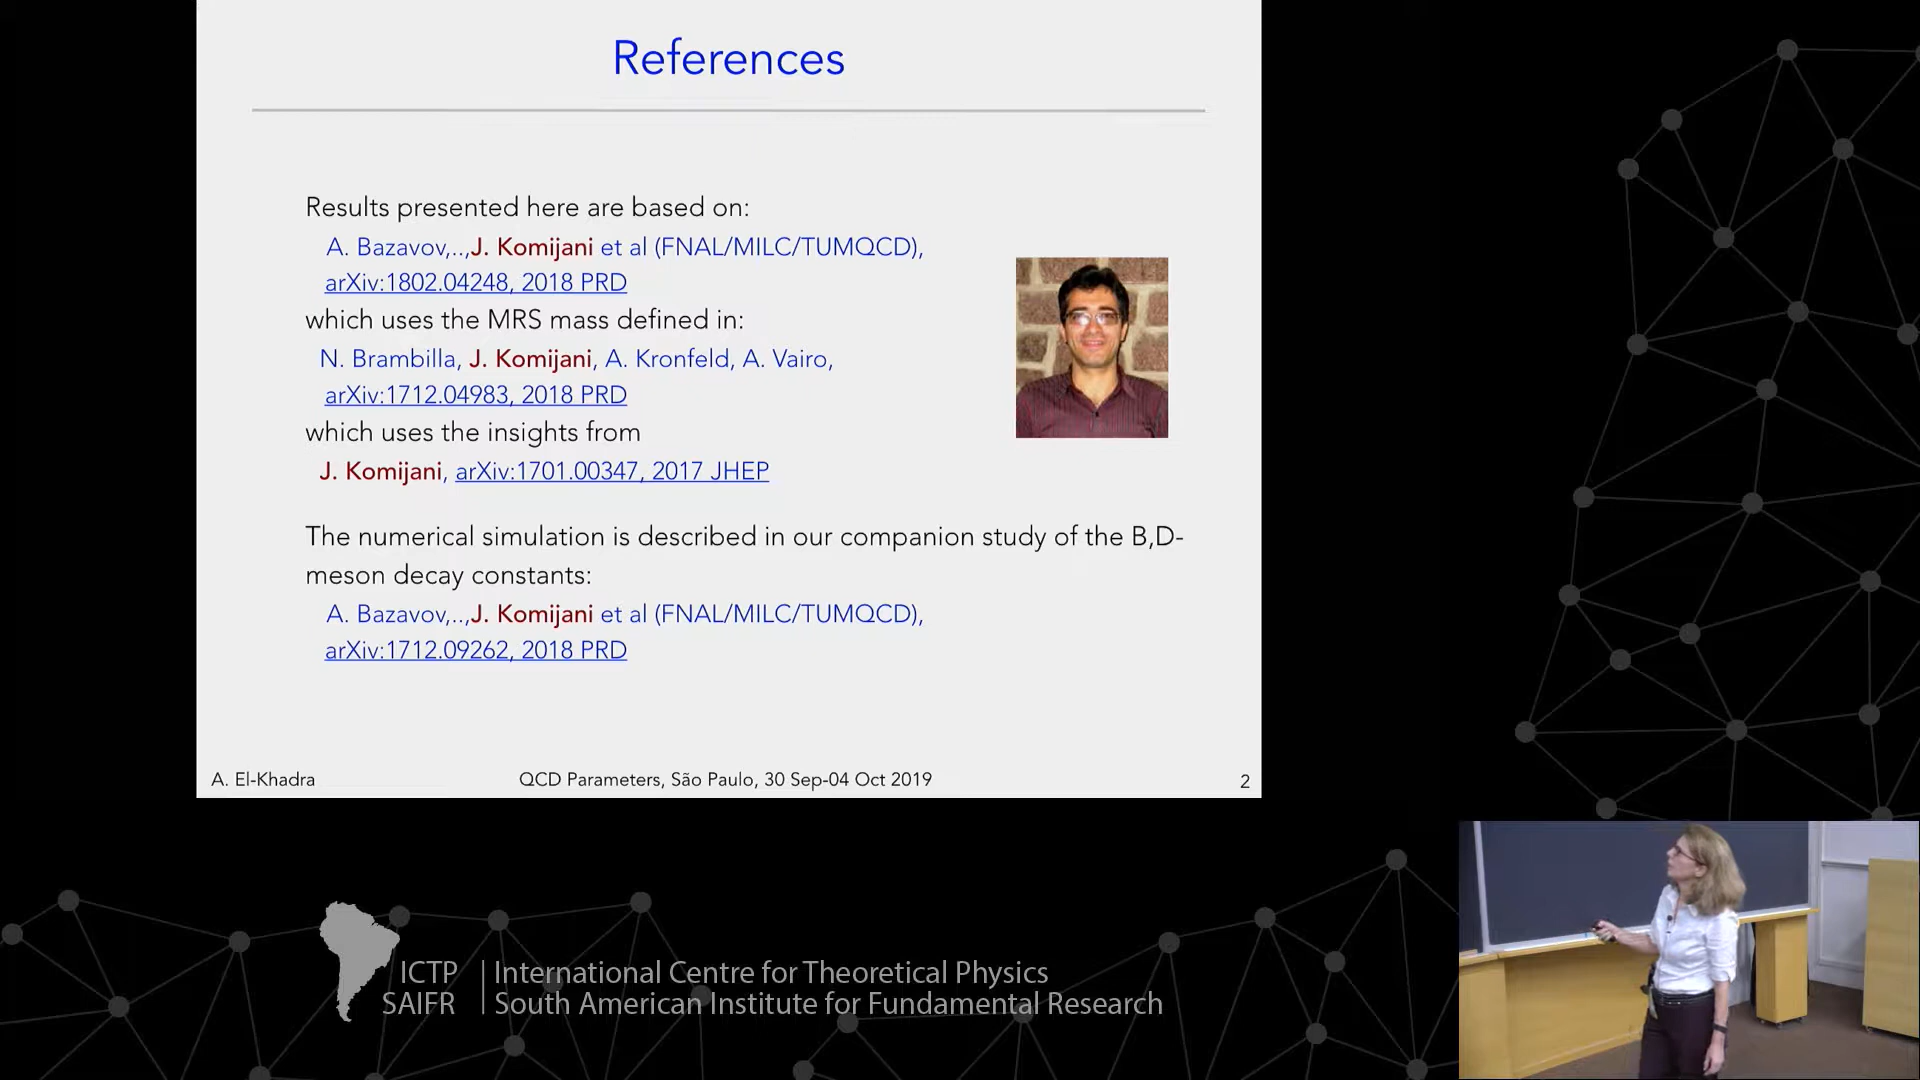 References
Results presented here are based on:
A. Bazavov,..,J. Komijani et al (FNAL/MILC/TUMQCD),
arXiv:1802.04248, 2018 PRD
which uses the MRS mass defined in:
N. Brambilla, J. Komijani, A. Kronfeld, A. Vairo,
arXiv:1712.04983, 2018 PRD
which uses the insights from
J. Komijani, arXiv:1701.00347, 2017 JHEP
The numerical simulation is described in our companion study of the B,D-
meson decay constants:
A. Bazavov,..,J. Komijani et al (FNAL/MILC/TUMQCD),
arXiv:1712.09262, 2018 PRD
A. El-Khadra
QCD Parameters, São Paulo, 30 Sep-04 Oct 2019
2
ICTP International Centre for Theoretical Physics
SAIFR South American Institute for Fundamental Research